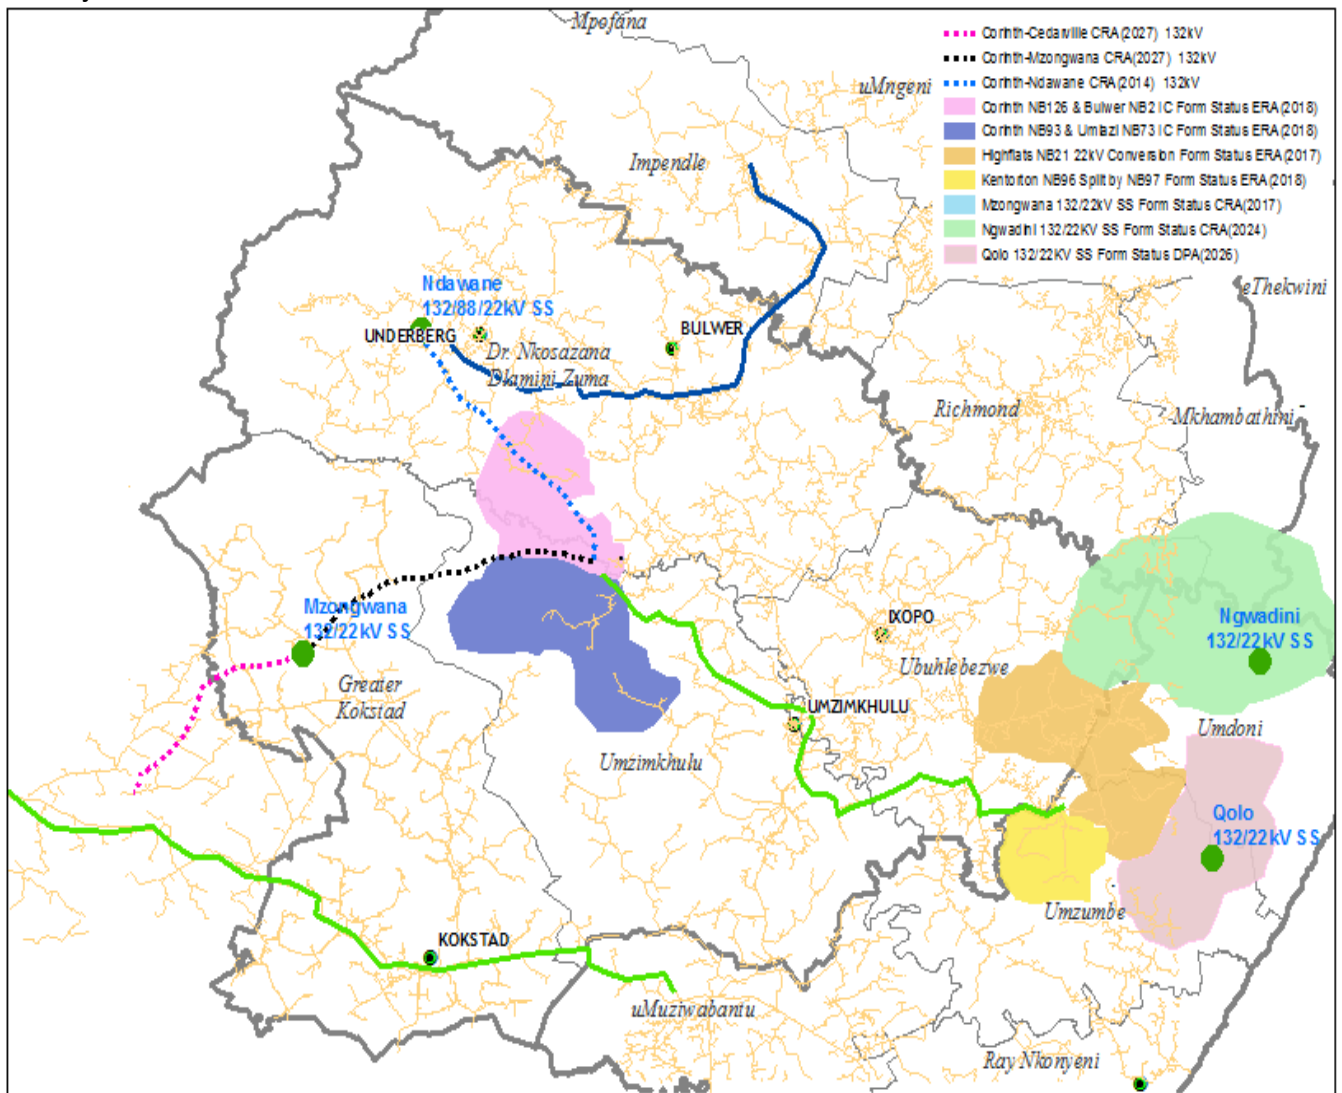 Mpofana
Corinth-Cedarville CRA(2027) 132kV
Corinth-Mzongwana CRA(2027) 132kV
Corinth-Ndawane CRA(2014) 132kV
Corinth NB126 & Bulwer NB2 IC Form Status ERA(2018)
Corinth NB93 & Umlazi NB73 IC Form Status ERA(2018)
Highflats NB21 22kV Conversion Form Status ERA(2017)
Kentorton NB96 Split by NB97 Form Status ERA(2018)
Mzongwana 132/22kV SS Form Status CRA(2017)
Ngwadini 132/22KV SS Form Status CRA(2024)
Qolo 132/22KV SS Form Status DPA(2026)
uMngeni
Impendle
eThekwini
Ndawane
132/88/22kV SS
UNDERBERG
BULWER
Dr. Nkosazana
Dlamini Zuma
Richmond
Mkhambathini
Mzongwana
132/22kV SS
IXOPO
Ngwadini
132/22kV SS
Ubuhlebezwe
Greater
Kokstad
UMZIMKHULU
Umdoni
Umzimkhulu
Qolo
132/22kV SS
Umzumbe
KOKSTAD
uMuziwabantu
Ray Nkonyeni